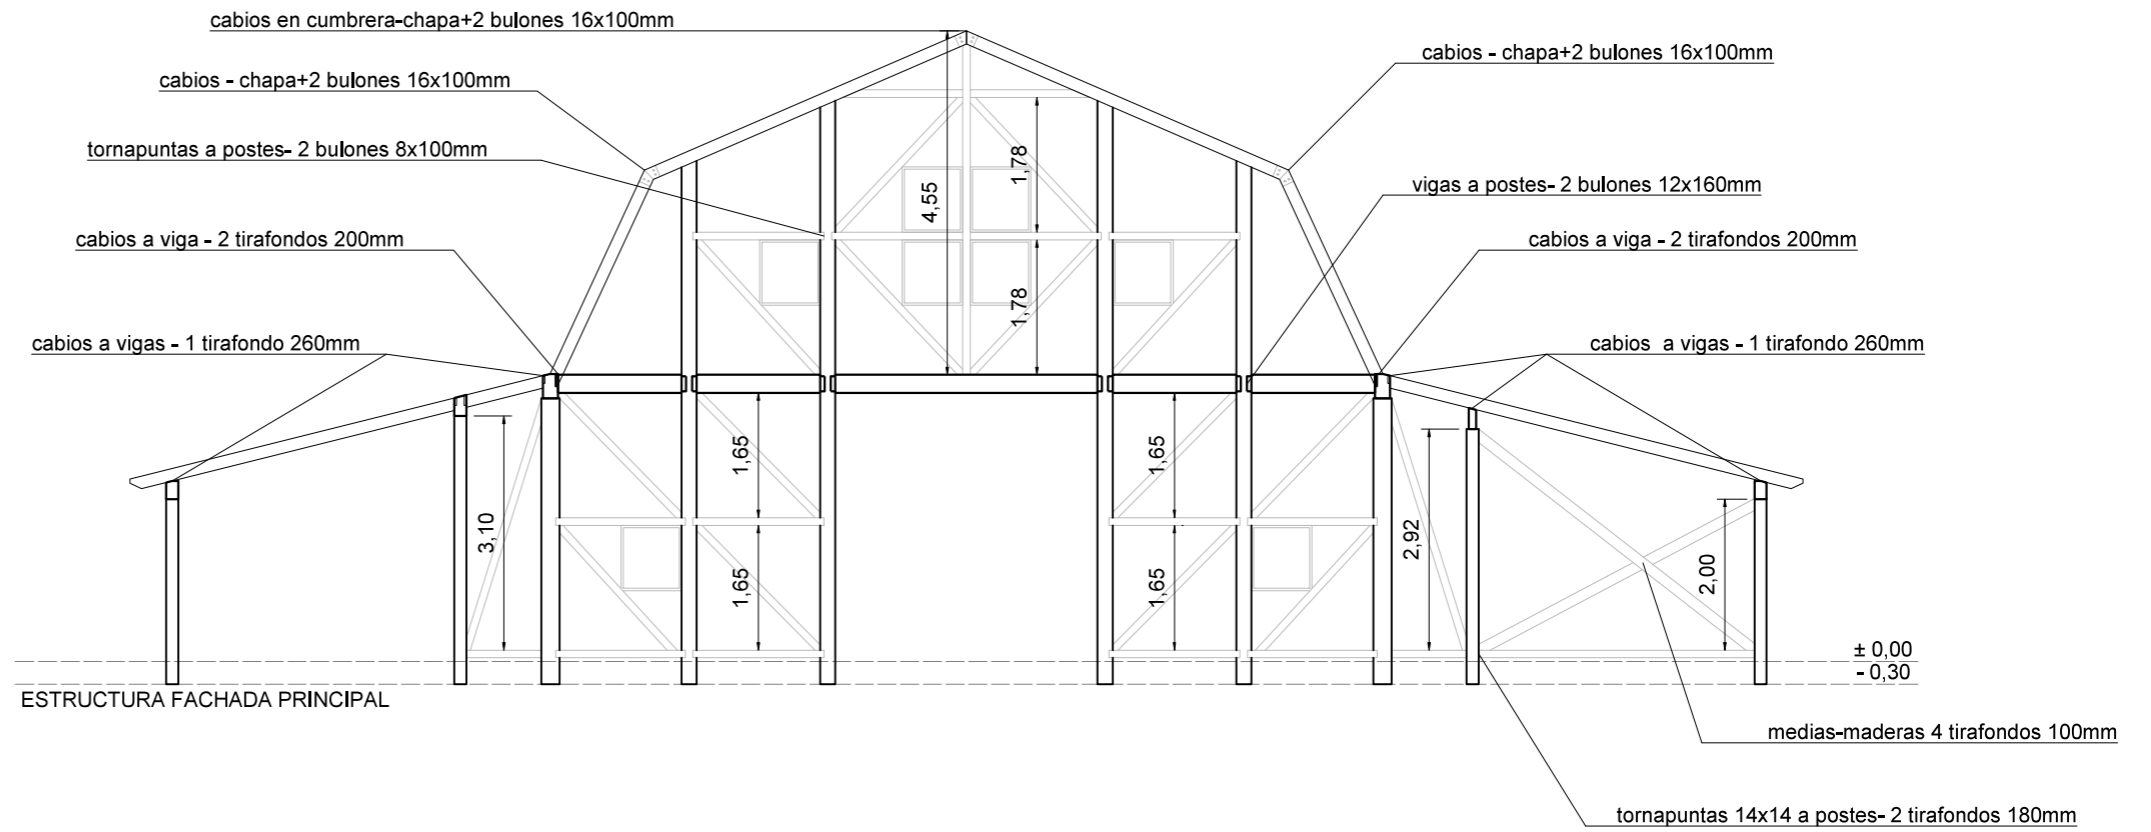 cabios en cumbrera-chapa+2 bulones 16x100mm
cabios - chapa+2 bulones 16x100mm
cabios - chapa+2 bulones 16x100mm
tornapuntas a postes- 2 bulones 8x100mm
vigas a postes- 2 bulones 12x160mm
cabios a viga - 2 tirafondos 200mm
cabios a viga - 2 tirafondos 200mm
cabios a vigas - 1 tirafondo 260mm
cabios a vigas - 1 tirafondo 260mm
1,78
4,55
1,78
1,65
1,65
3,10
2,92
1,65
1,65
2,00
± 0,00
- 0,30
ESTRUCTURA FACHADA PRINCIPAL
medias-maderas 4 tirafondos 100mm
tornapuntas 14x14 a postes- 2 tirafondos 180mm